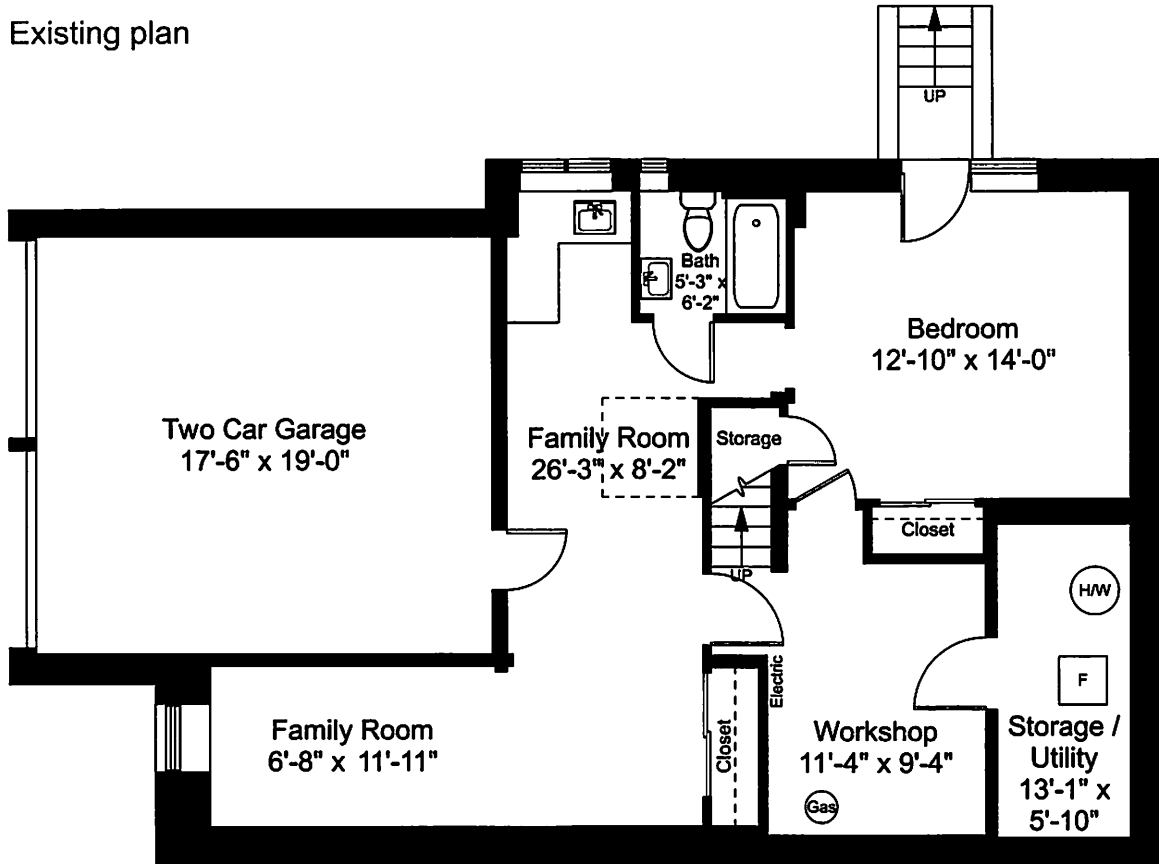 Existing plan
UP
Bath
5'-3" x
6'-2"
Bedroom
12'-10" x 14'-0"
Two Car Garage
17'-6" x 19'-0"
Family Room
26'-3" x 8'-2"
Storage
Closet
UP
H/W
Electric
F
Family Room
6'-8" x 11'-11"
Closet
Workshop
11'-4" x 9'-4"
Storage /
Utility
13'-1" x
5'-10"
Gas